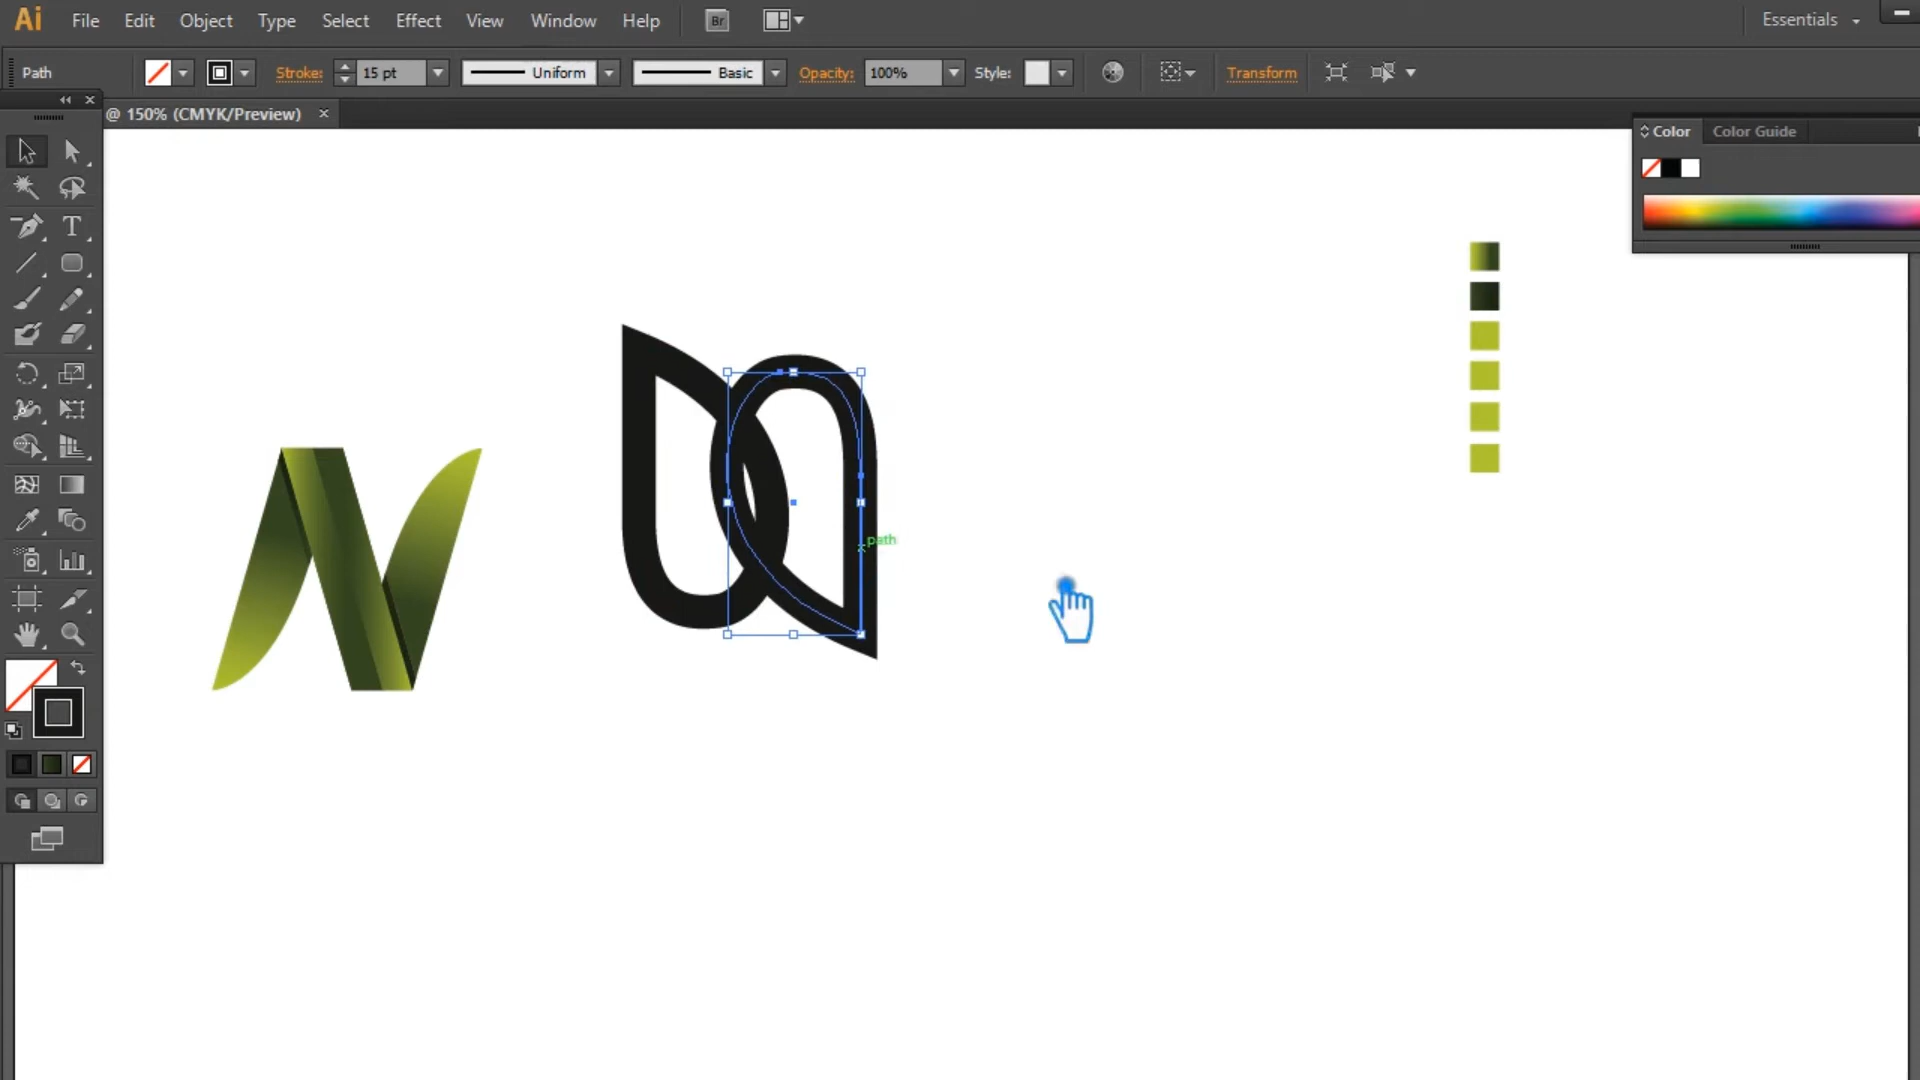 Ai File Edit Object Type Select Effect View Window Help Br Essentials
Path Stroke: 15 pt Uniform Basic Opacity: 100% Style: Transform
@ 150% (CMYK/Preview)
Color Color Guide
T
path